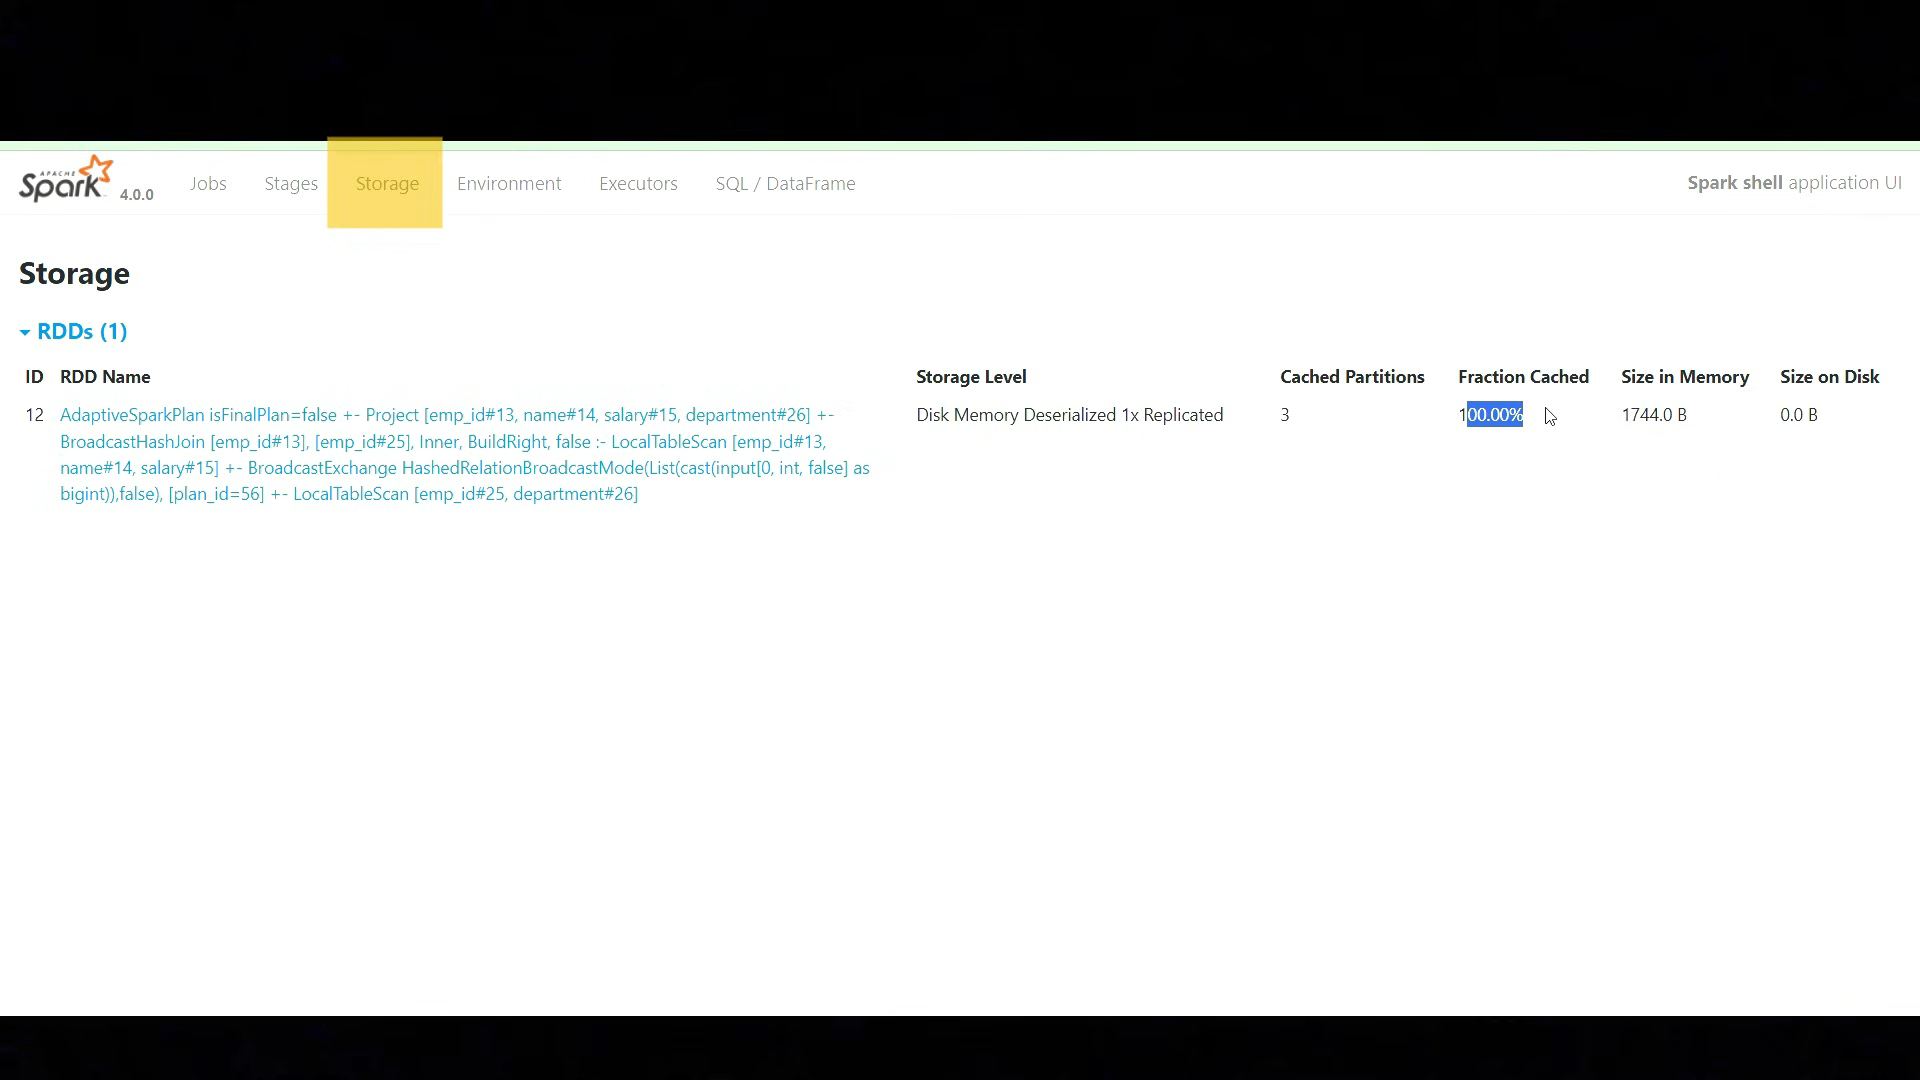 APACHE
Spark 4.0.0 Jobs Stages Storage Environment Executors SQL / DataFrame Spark shell application UI
Storage
RDDs (1)
ID RDD Name Storage Level Cached Partitions Fraction Cached Size in Memory Size on Disk
12 AdaptiveSparkPlan isFinalPlan=false +- Project [emp_id#13, name#14, salary#15, department#26] +- Disk Memory Deserialized 1x Replicated 3 100.00% 1744.0 B 0.0 B
BroadcastHashJoin [emp_id#13], [emp_id#25], Inner, BuildRight, false :- LocalTableScan [emp_id#13,
name#14, salary#15] +- BroadcastExchange HashedRelationBroadcastMode(List(cast(input[0, int, false] as
bigint)),false), [plan_id=56] +- LocalTableScan [emp_id#25, department#26]